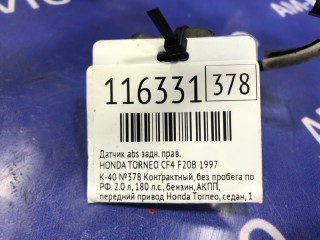 116331 378
Датчик abs задн.прав.
HONDA TORNEO CF4 F20B 1997
К-40 №378 Контрактный, без пробега по
РФ. 2.0 л, 180 л.с., бензин, АКПП,
передний привод Honda Torneo, седан, 1